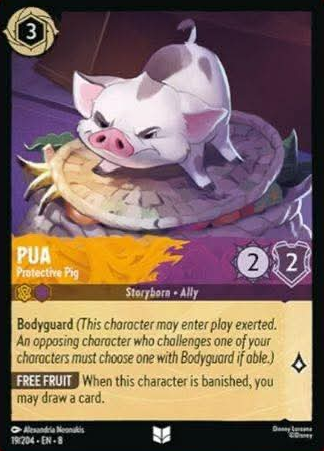 3
PUA
Protective Pig
2
2
Storyborn • Ally
Bodyguard (This character may enter play exerted.
An opposing character who challenges one of your
characters must choose one with Bodyguard if able.)
FREE FRUIT When this character is banished, you
may draw a card.
Alexandria Neonakis
19/204 • EN • 8
Disney Lorcana
©Disney